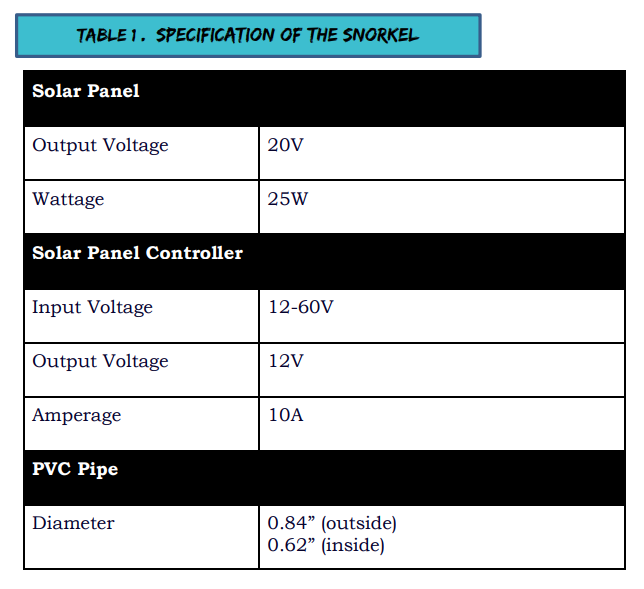 TABLE 1. SPECIFICATION OF THE SNORKEL
Solar Panel
Output Voltage 20V
Wattage 25W
Solar Panel Controller
Input Voltage 12-60V
Output Voltage 12V
Amperage 10A
PVC Pipe
Diameter 0.84” (outside)
0.62” (inside)